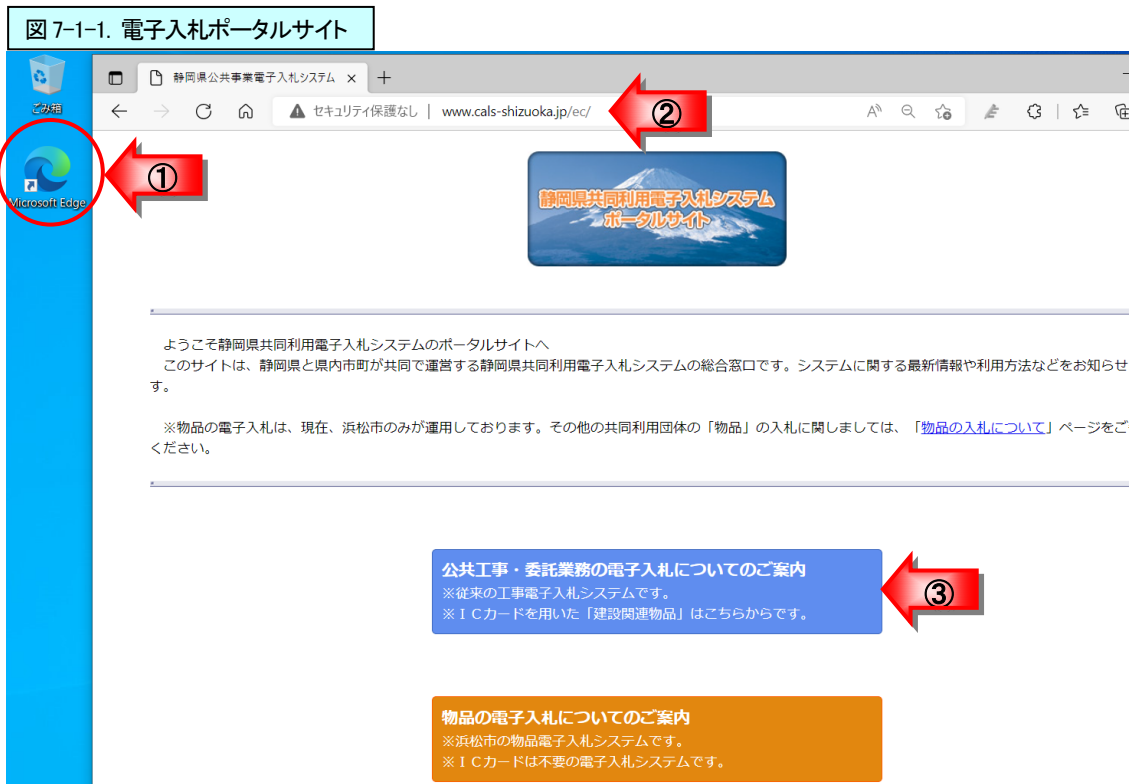 図 7-1-1. 電子入札ポータルサイト
ごみ箱
静岡県公共事業電子入札システム
セキュリティ保護なし | www.cals-shizuoka.jp/ec/
②
Microsoft Edge
①
静岡県共同利用電子入札システム
ポータルサイト
ようこそ静岡県共同利用電子入札システムのポータルサイトへ
このサイトは、静岡県と県内市町が共同で運営する静岡県共同利用電子入札システムの総合窓口です。システムに関する最新情報や利用方法などをお知らせ
す。
※物品の電子入札は、現在、浜松市のみが運用しております。その他の共同利用団体の「物品」の入札に関しましては、「物品の入札について」ページをご
ください。
公共工事・委託業務の電子入札についてのご案内
※従来の工事電子入札システムです。
※ＩＣカードを用いた「建設関連物品」はこちらからです。
③
物品の電子入札についてのご案内
※浜松市の物品電子入札システムです。
※ＩＣカードは不要の電子入札システムです。